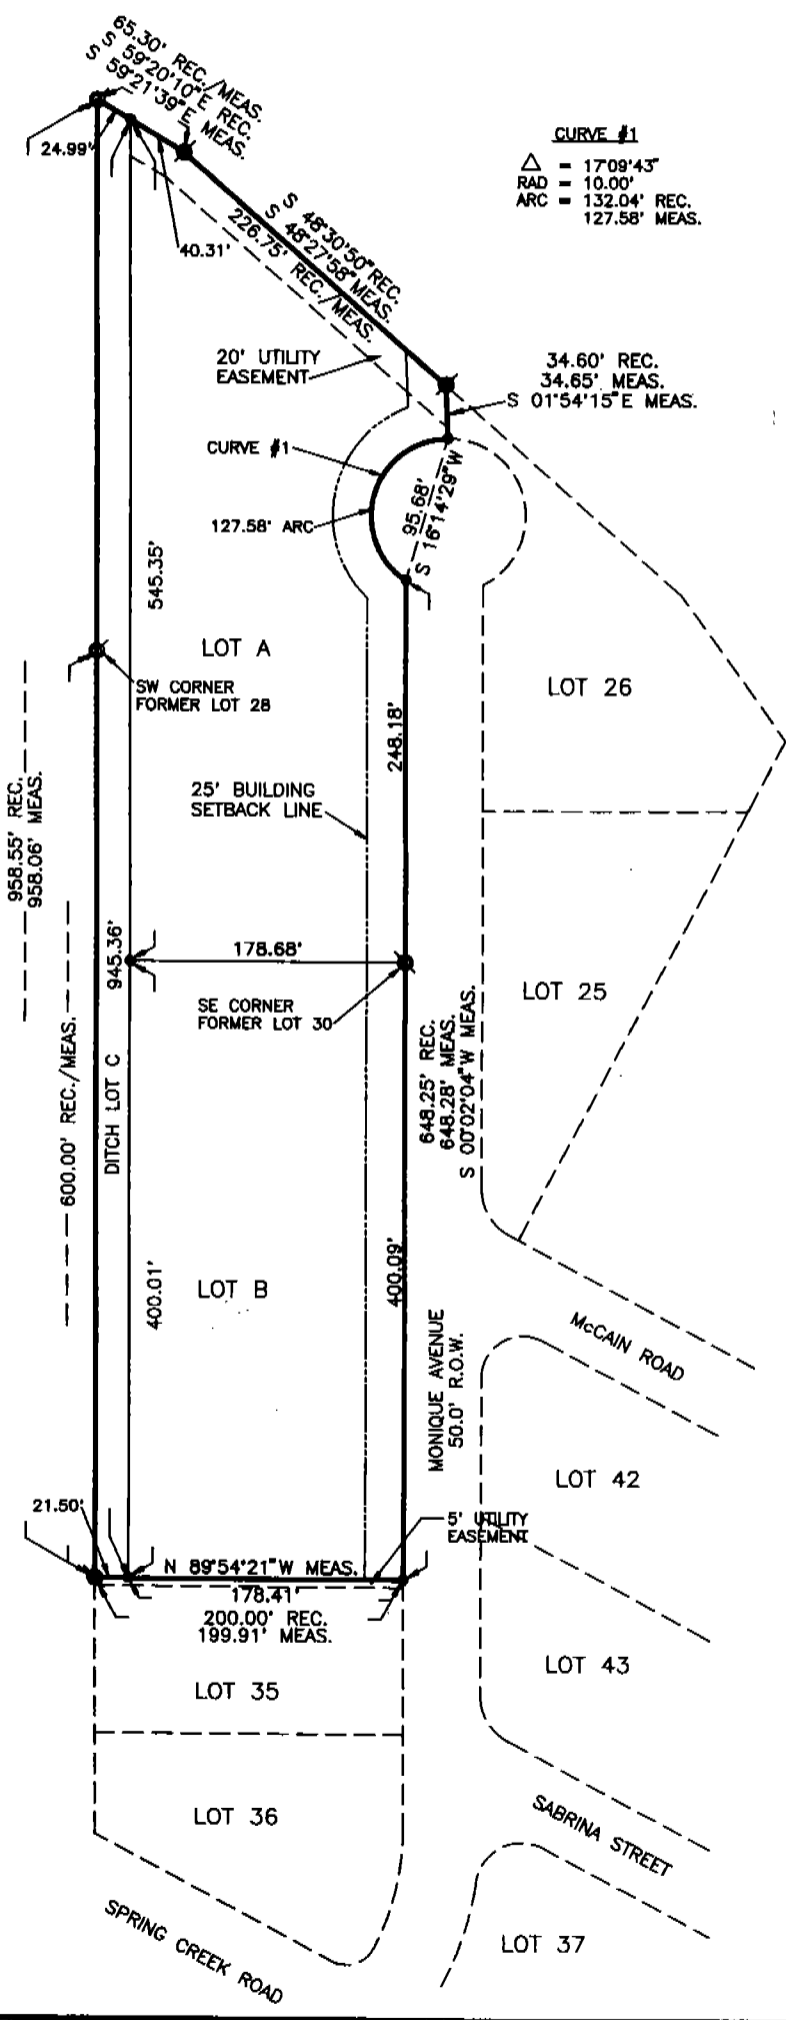 65.30' REC./MEAS.
S 59°20'10"E REC.
S 59°21'39"E MEAS.
CURVE #1
△ = 17°09'43"
RAD = 10.00'
ARC = 132.04' REC.
127.58' MEAS.
24.99'
40.31'
S 48°30'50" REC.
S 48°27'58" MEAS.
226.75' REC./MEAS.
20' UTILITY
EASEMENT
34.60' REC.
34.65' MEAS.
S 01°54'15"E MEAS.
CURVE #1
95.68'
S 16°14'29"W
127.58' ARC
545.35'
LOT A
SW CORNER
FORMER LOT 28
LOT 26
248.18'
25' BUILDING
SETBACK LINE
958.55' REC.
958.06' MEAS.
945.36'
178.68'
LOT 25
SE CORNER
FORMER LOT 30
600.00' REC./MEAS.
DITCH LOT C
648.25' REC.
648.28' MEAS.
S 00°02'04"W MEAS.
400.01'
LOT B
400.09'
McCAIN ROAD
MONIQUE AVENUE
50.0' R.O.W.
LOT 42
21.50'
5' UTILITY
EASEMENT
N 89°54'21"W MEAS.
178.41'
200.00' REC.
199.91' MEAS.
LOT 43
LOT 35
LOT 36
SABRINA STREET
SPRING CREEK ROAD
LOT 37